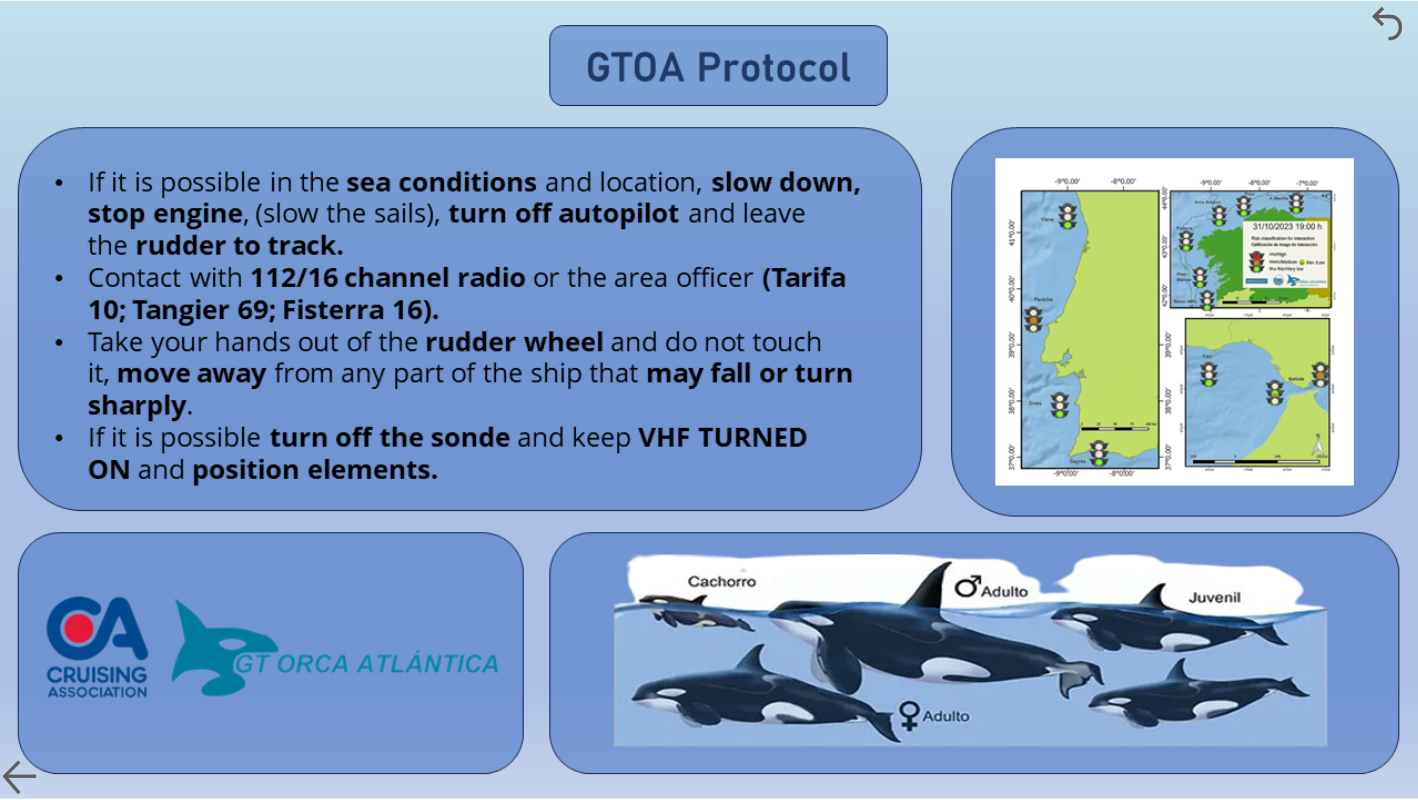 GTOA Protocol
• If it is possible in the sea conditions and location, slow down,
stop engine, (slow the sails), turn off autopilot and leave
the rudder to track.
• Contact with 112/16 channel radio or the area officer (Tarifa
10; Tangier 69; Fisterra 16).
• Take your hands out of the rudder wheel and do not touch
it, move away from any part of the ship that may fall or turn
sharply.
• If it is possible turn off the sonde and keep VHF TURNED
ON and position elements.
-9°0.00' -8°0.00'
41°0.00'
40°0.00'
39°0.00'
38°0.00'
37°0.00'
Peniche
Sagres
-9°0.00' -8°0.00'
-9°0.00' -8°0.00' -7°0.00'
44°0.00'
43°0.00'
42°0.00'
31/10/2023 19:00 h
Risk classification for interaction
39°0.00'
38°0.00'
37°0.00'
Barbate
N
CA
CRUISING
ASSOCIATION
GT ORCA ATLÁNTICA
Cachorro
♂ Adulto
Juvenil
♀ Adulto